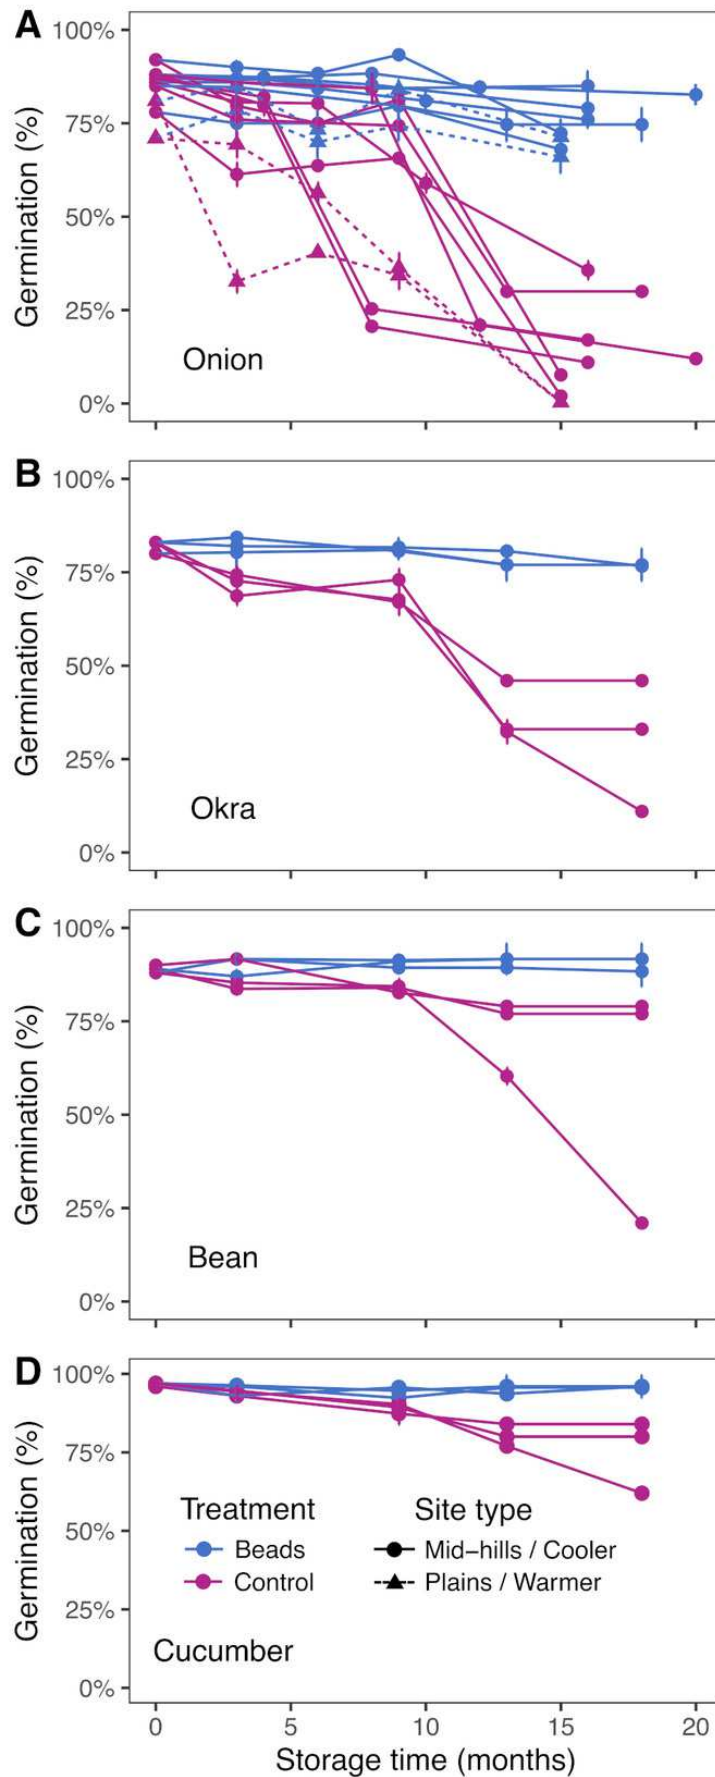 A
100%
75%
50%
25%
0%
Germination (%)
Onion
B
100%
75%
50%
25%
0%
Germination (%)
Okra
C
100%
75%
50%
25%
0%
Germination (%)
Bean
D
100%
75%
50%
25%
0%
Germination (%)
Treatment
Beads
Control
Site type
Mid–hills / Cooler
Plains / Warmer
Cucumber
0 5 10 15 20
Storage time (months)